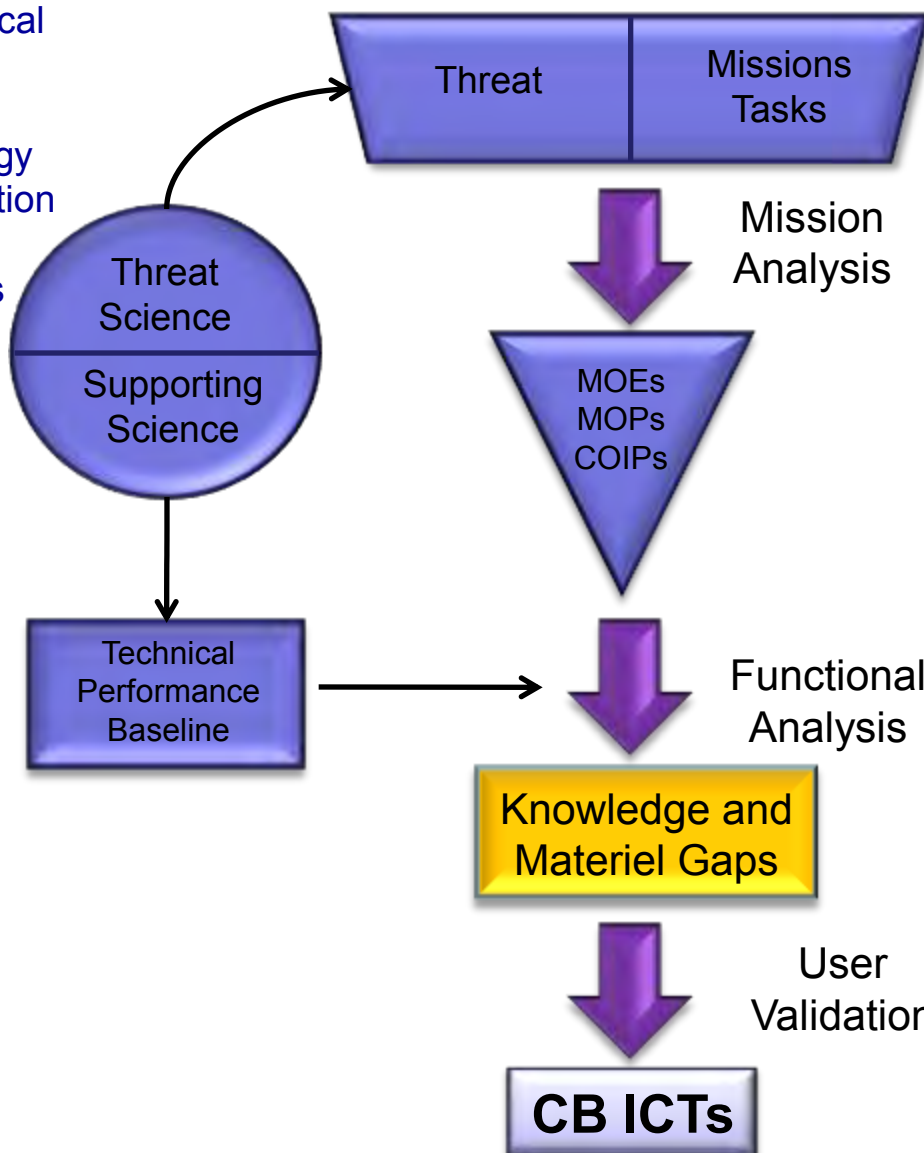 Threat
Missions
Tasks
Mission
Analysis
Threat
Science
Supporting
Science
MOEs
MOPs
COIPs
Technical
Performance
Baseline
Functional
Analysis
Knowledge and
Materiel Gaps
User
Validation
CB ICTs